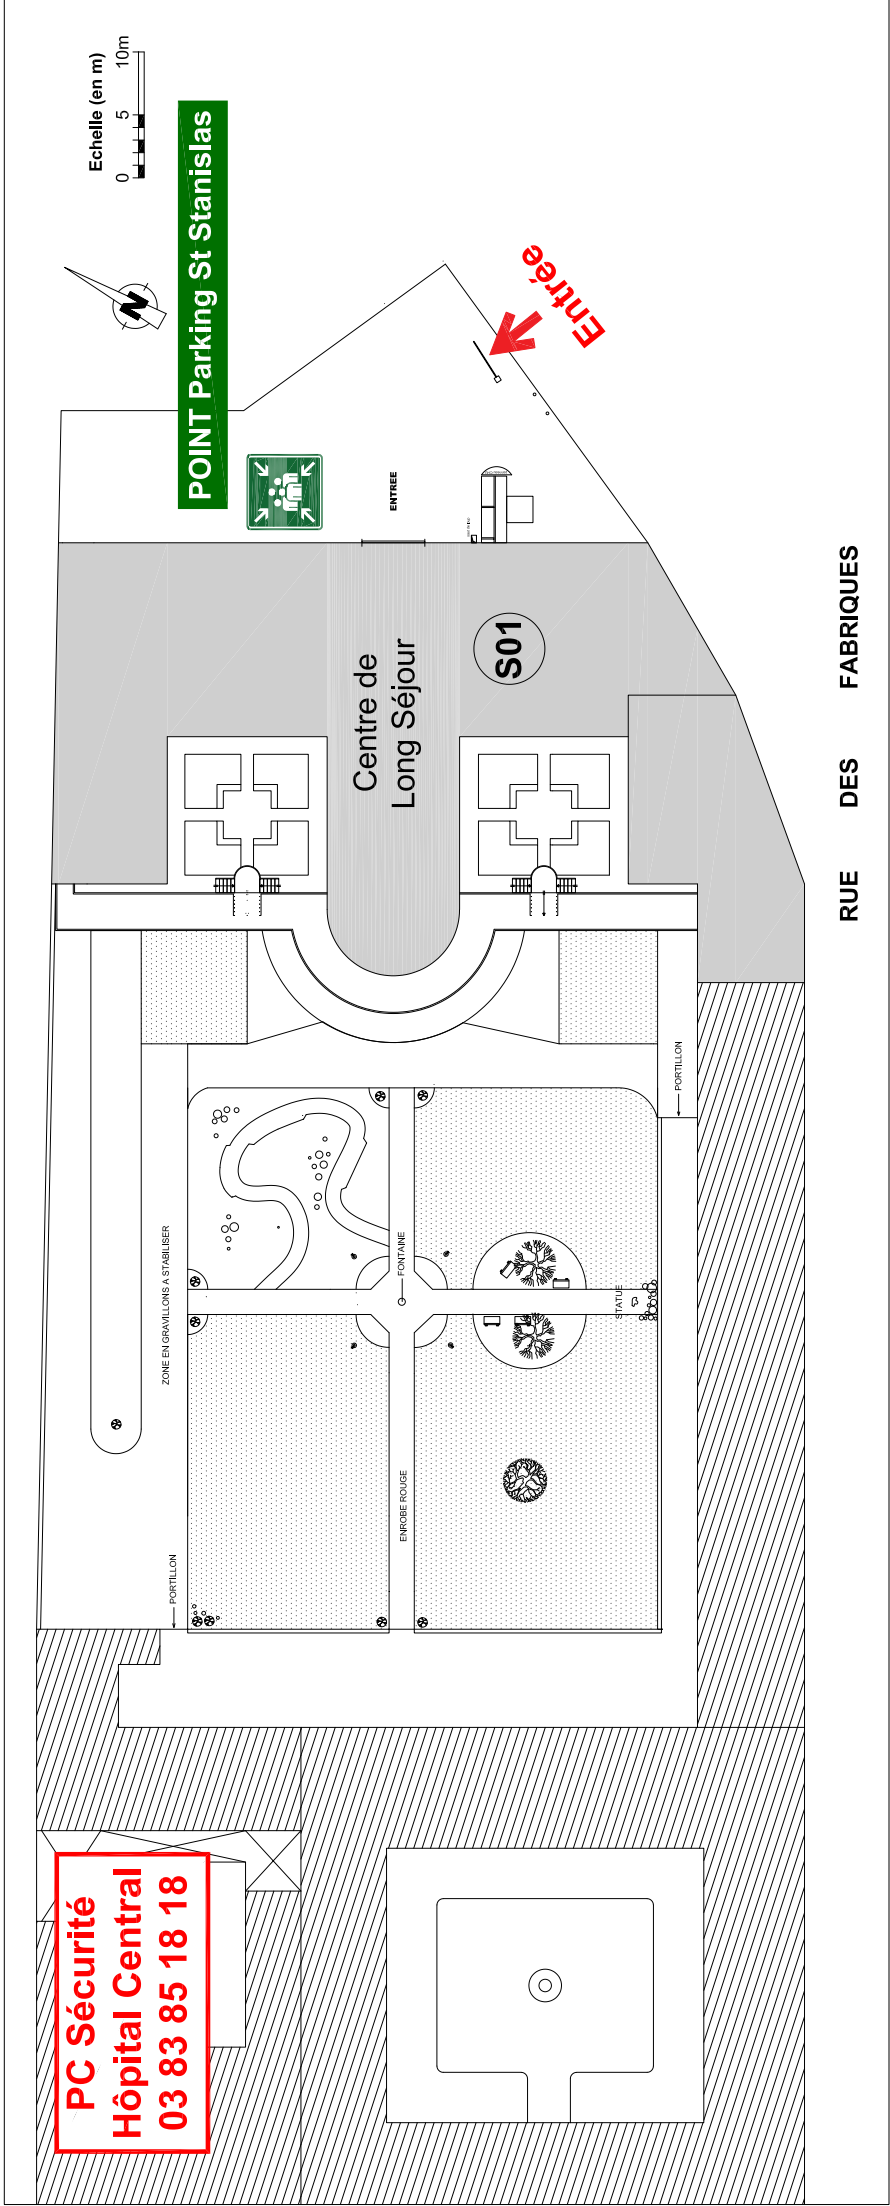 Echelle (en m)
0 5 10m
N
POINT Parking St Stanislas
Entrée
ENTREE
S01
Centre de
Long Séjour
RUE DES FABRIQUES
PORTILLON
ZONE EN GRAVILLONS A STABILISER
FONTAINE
STATUE
ENROBE ROUGE
PORTILLON
PC Sécurité
Hôpital Central
03 83 85 18 18